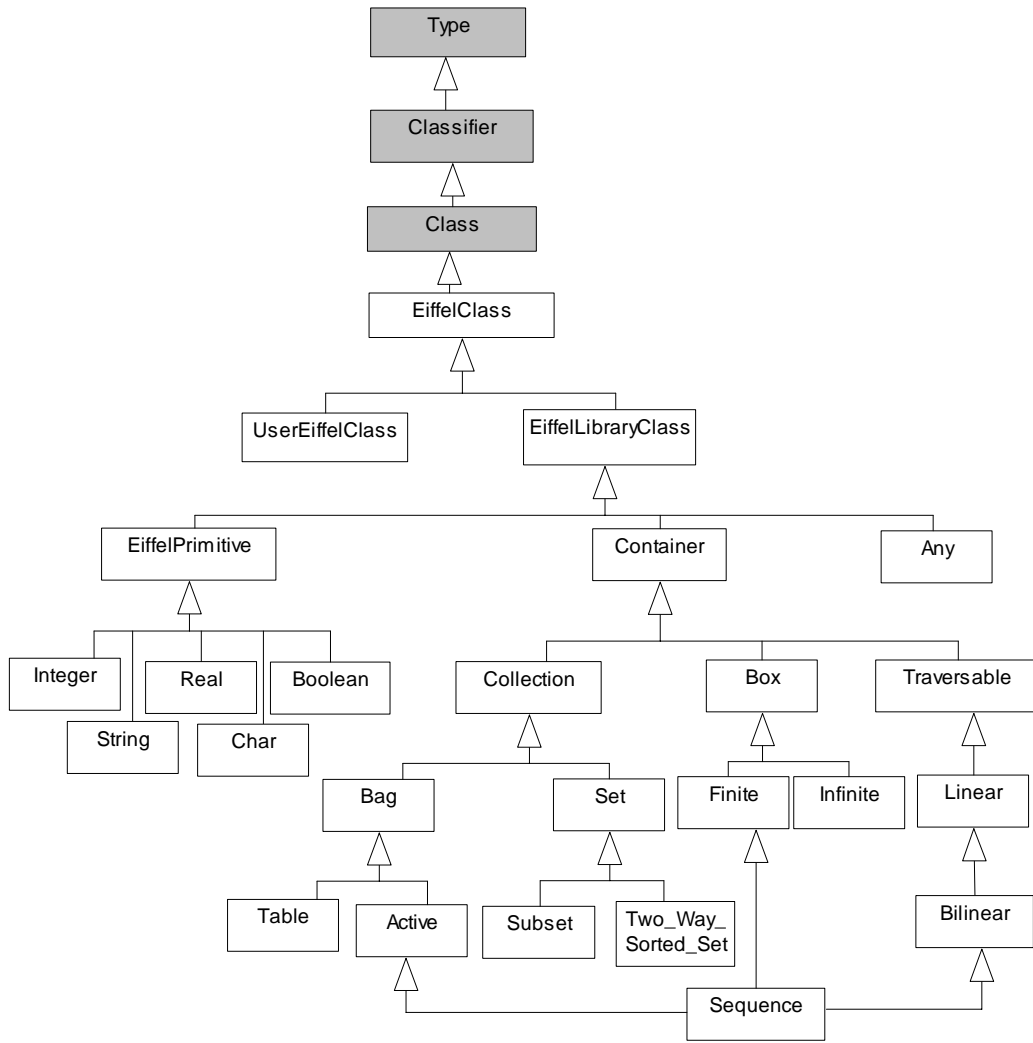 Type
Classifier
Class
EiffelClass
UserEiffelClass
EiffelLibraryClass
EiffelPrimitive
Container
Any
Integer
Real
Boolean
String
Char
Collection
Box
Traversable
Bag
Set
Finite
Infinite
Linear
Table
Active
Subset
Two_Way_
Sorted_Set
Bilinear
Sequence